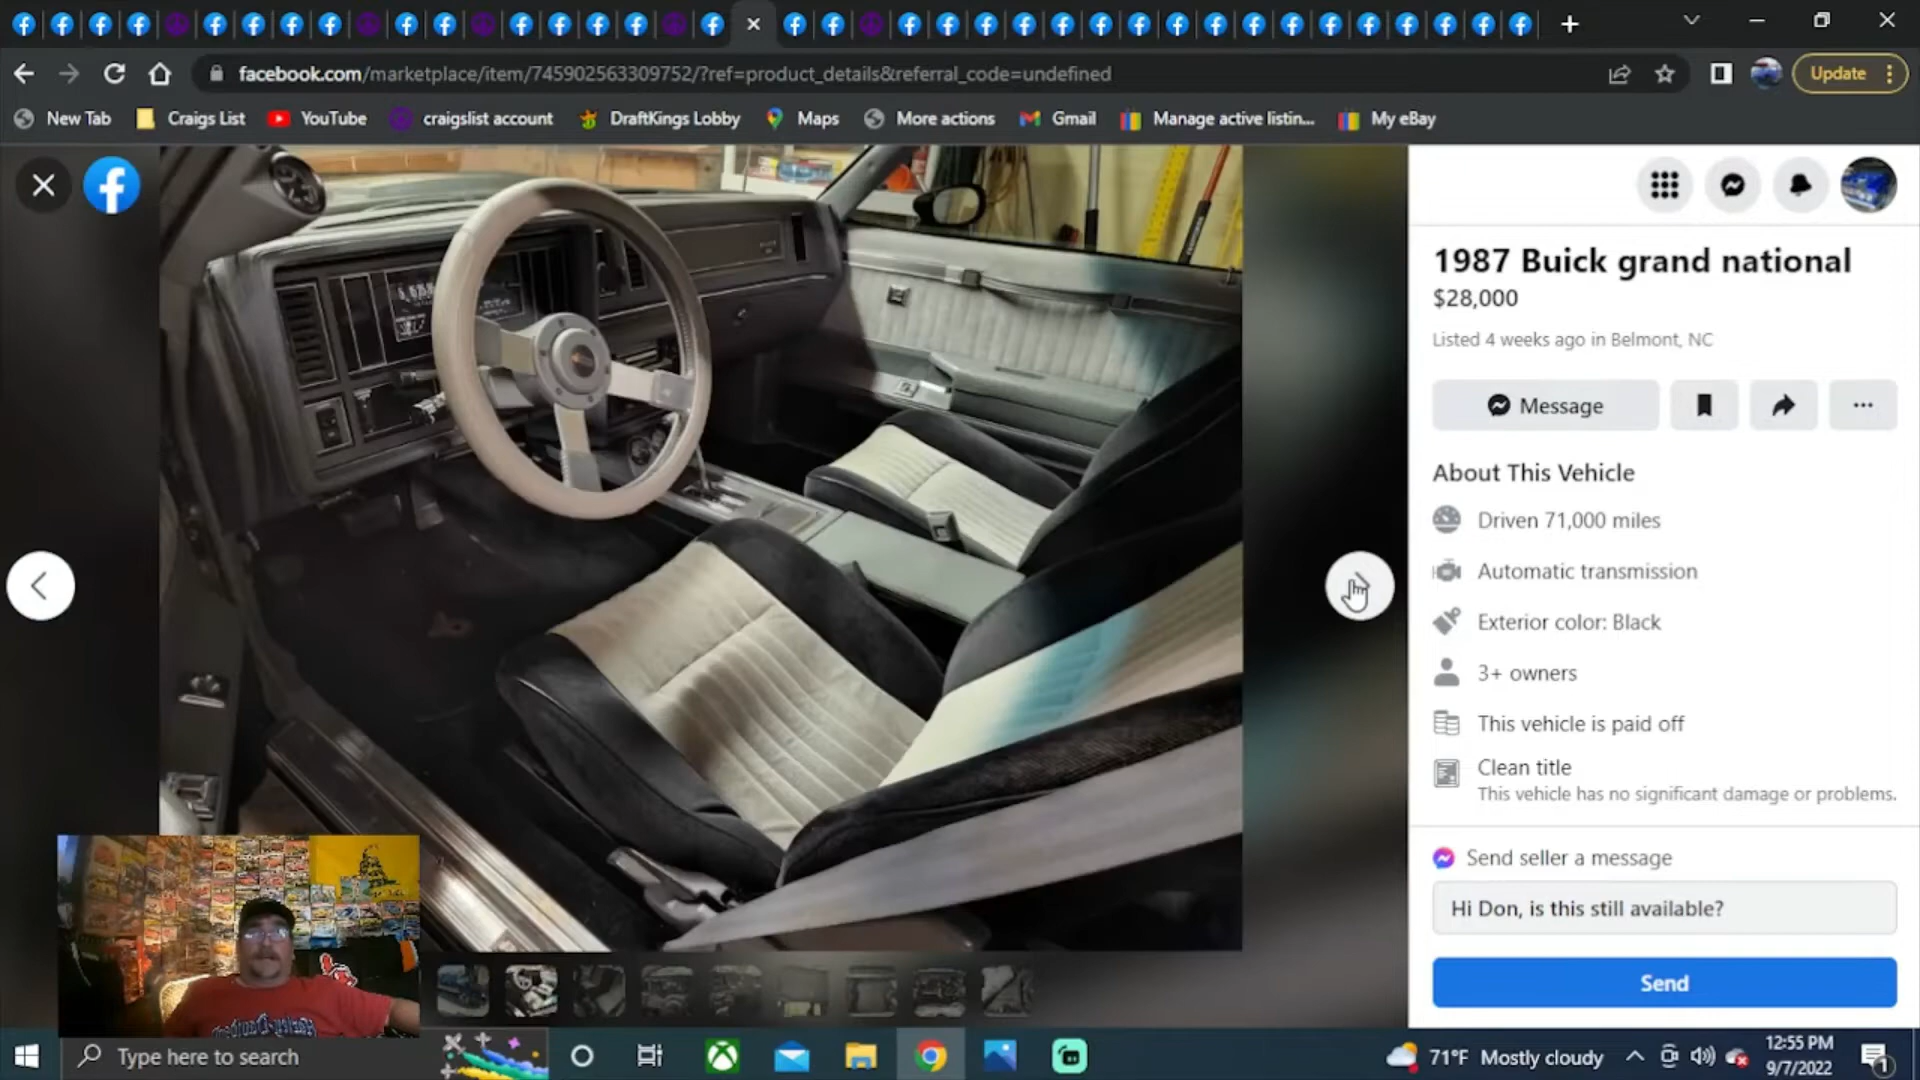 facebook.com/marketplace/item/745902563309752/?ref=product_details&referral_code=undefined
Update
New Tab
Craigs List
YouTube
craigslist account
DraftKings Lobby
Maps
More actions
Gmail
Manage active listin...
My eBay
1987 Buick grand national
$28,000
Listed 4 weeks ago in Belmont, NC
Message
About This Vehicle
Driven 71,000 miles
Automatic transmission
Exterior color: Black
3+ owners
This vehicle is paid off
Clean title
This vehicle has no significant damage or problems.
Send seller a message
Hi Don, is this still available?
Send
Type here to search
71°F Mostly cloudy
12:55 PM
9/7/2022
1